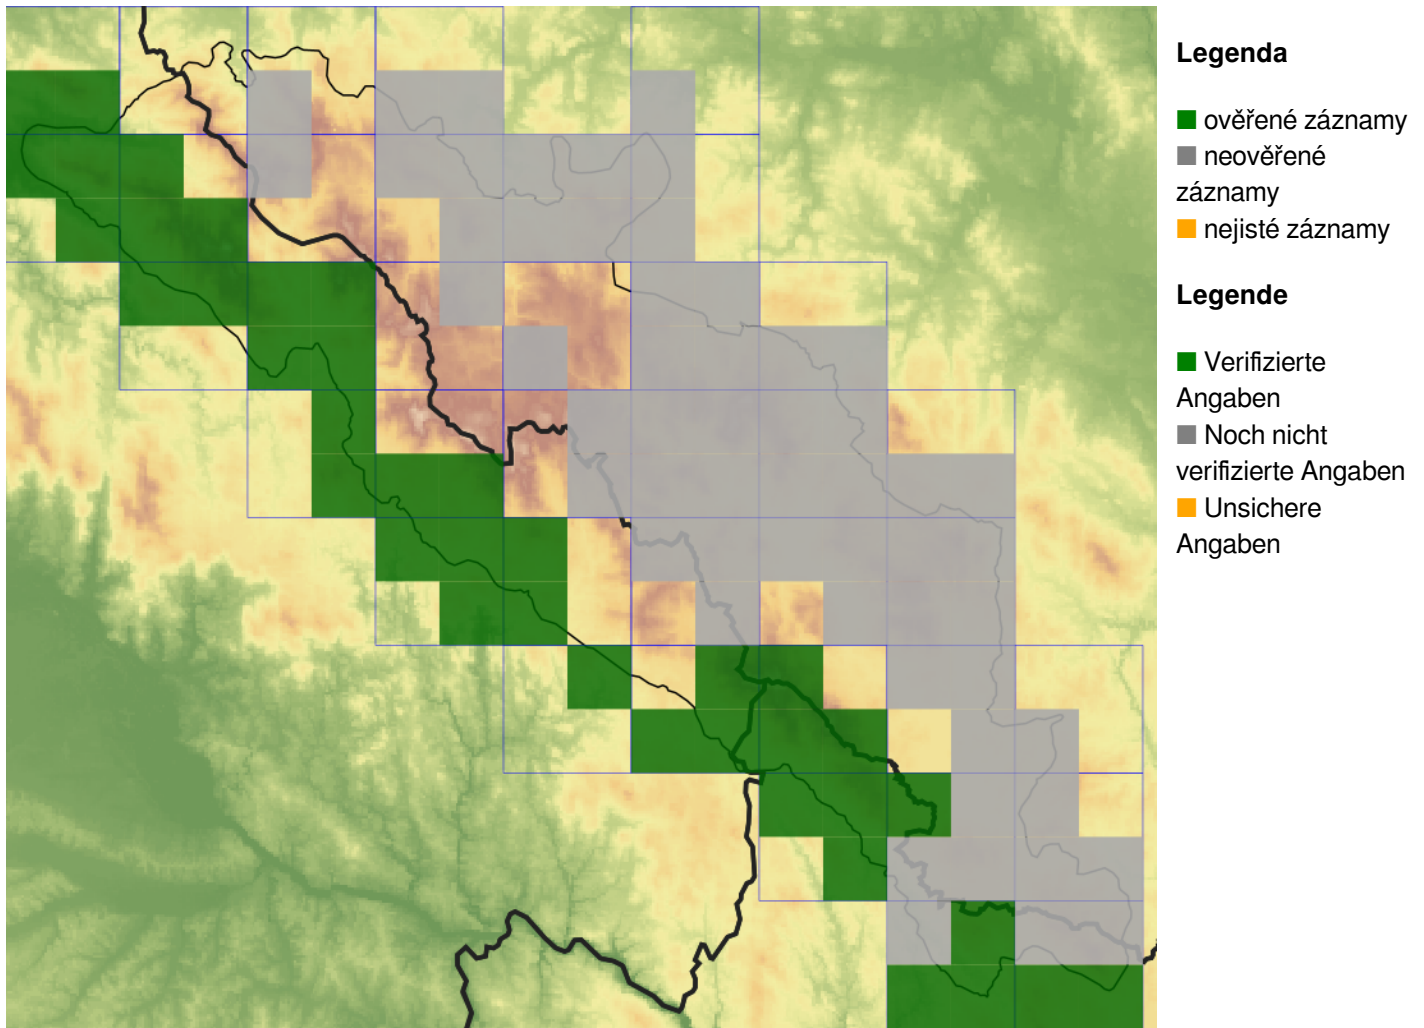 Legenda
ověřené záznamy
neověřené
záznamy
nejisté záznamy
Legende
Verifizierte
Angaben
Noch nicht
verifizierte Angaben
Unsichere
Angaben